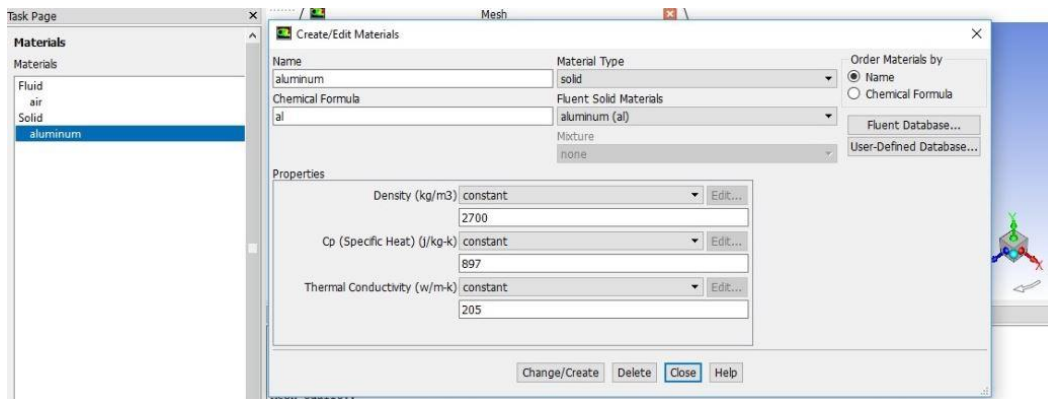 Task Page
Materials
Materials
Fluid
air
Solid
aluminum
Mesh
Create/Edit Materials
Name
aluminum
Chemical Formula
al
Material Type
solid
Fluent Solid Materials
aluminum (al)
Mixture
none
Order Materials by
Name
Chemical Formula
Fluent Database...
User-Defined Database...
Properties
Density (kg/m3) constant Edit...
2700
Cp (Specific Heat) (j/kg-k) constant Edit...
897
Thermal Conductivity (w/m-k) constant Edit...
205
Change/Create Delete Close Help
Y
X